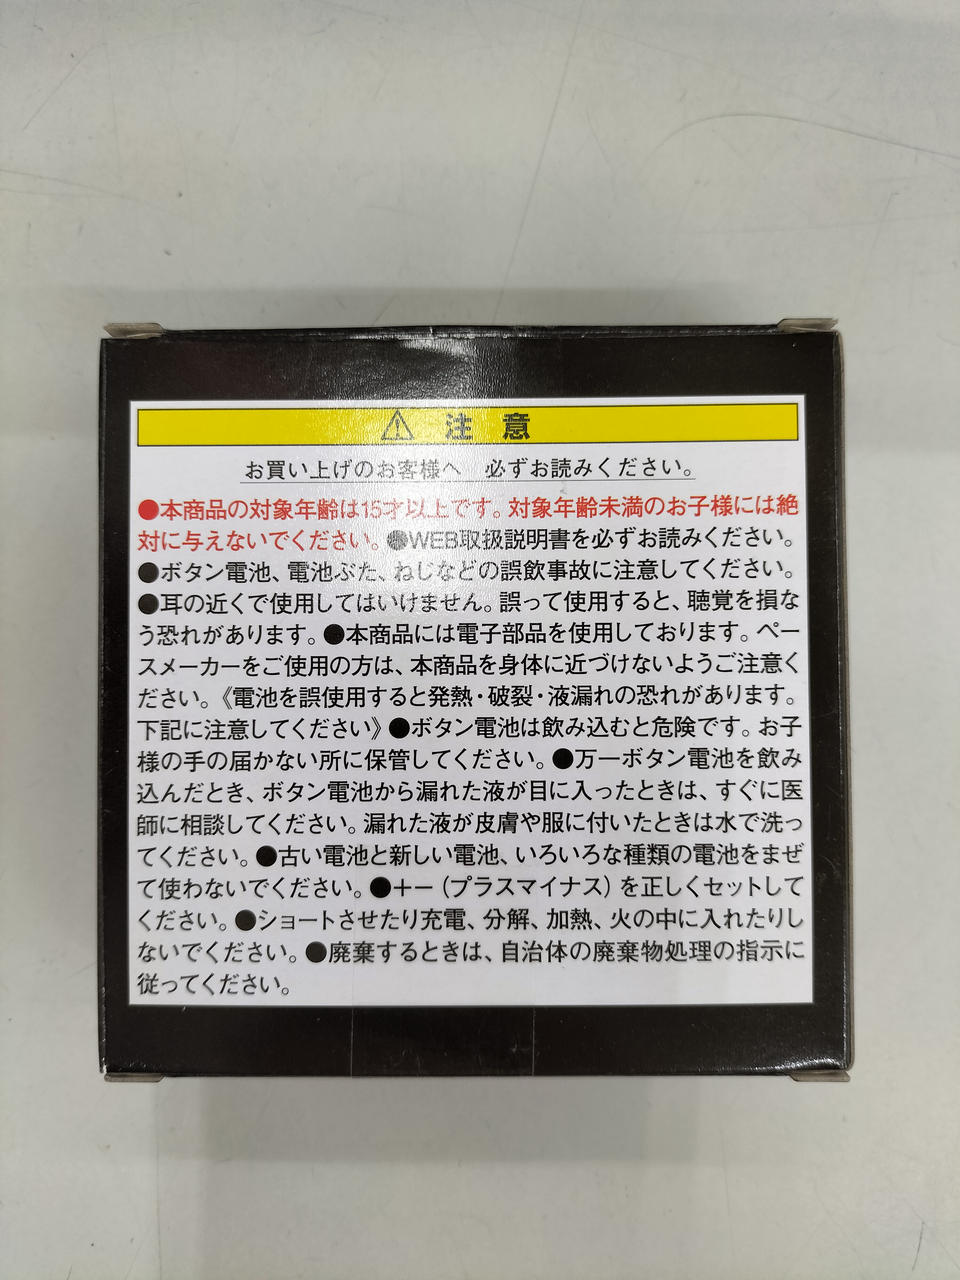 ⚠ 注意
お買い上げのお客様へ 必ずお読みください。
●本商品の対象年齢は15才以上です。対象年齢未満のお子様には絶
対に与えないでください。●WEB取扱説明書を必ずお読みください。
●ボタン電池、電池ぶた、ねじなどの誤飲事故に注意してください。
●耳の近くで使用してはいけません。誤って使用すると、聴覚を損な
う恐れがあります。●本商品には電子部品を使用しております。ペー
スメーカーをご使用の方は、本商品を身体に近づけないようご注意く
ださい。《電池を誤使用すると発熱・破裂・液漏れの恐れがあります。
下記に注意してください》●ボタン電池は飲み込むと危険です。お子
様の手の届かない所に保管してください。●万一ボタン電池を飲み
込んだとき、ボタン電池から漏れた液が目に入ったときは、すぐに医
師に相談してください。漏れた液が皮膚や服に付いたときは水で洗っ
てください。●古い電池と新しい電池、いろいろな種類の電池をまぜ
て使わないでください。●＋－（プラスマイナス）を正しくセットして
ください。●ショートさせたり充電、分解、加熱、火の中に入れたりし
ないでください。●廃棄するときは、自治体の廃棄物処理の指示に
従ってください。